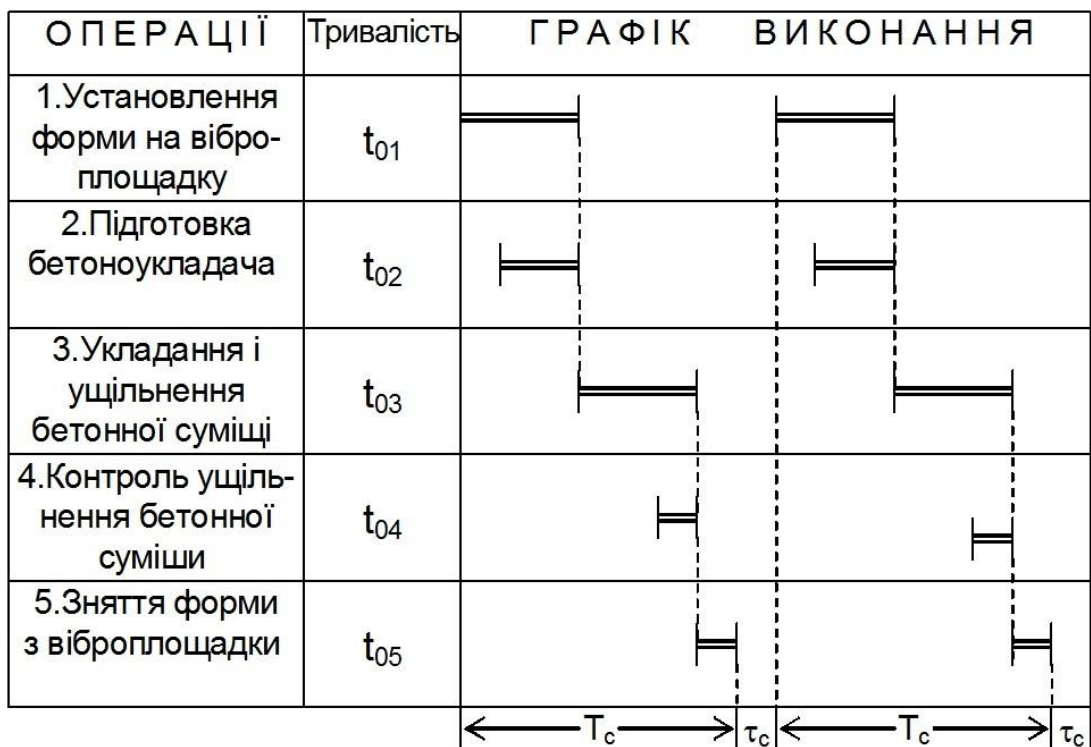 ОПЕРАЦІЇ Тривалість ГРАФІК ВИКОНАННЯ
1.Установлення
форми на вібро-
площадку
t01
2.Підготовка
бетоноукладача
t02
3.Укладання і
ущільнення
бетонної суміщі
t03
4.Контроль ущіль-
нення бетонної
суміши
t04
5.Зняття форми
з віброплощадки
t05
Tc τc Tc τc